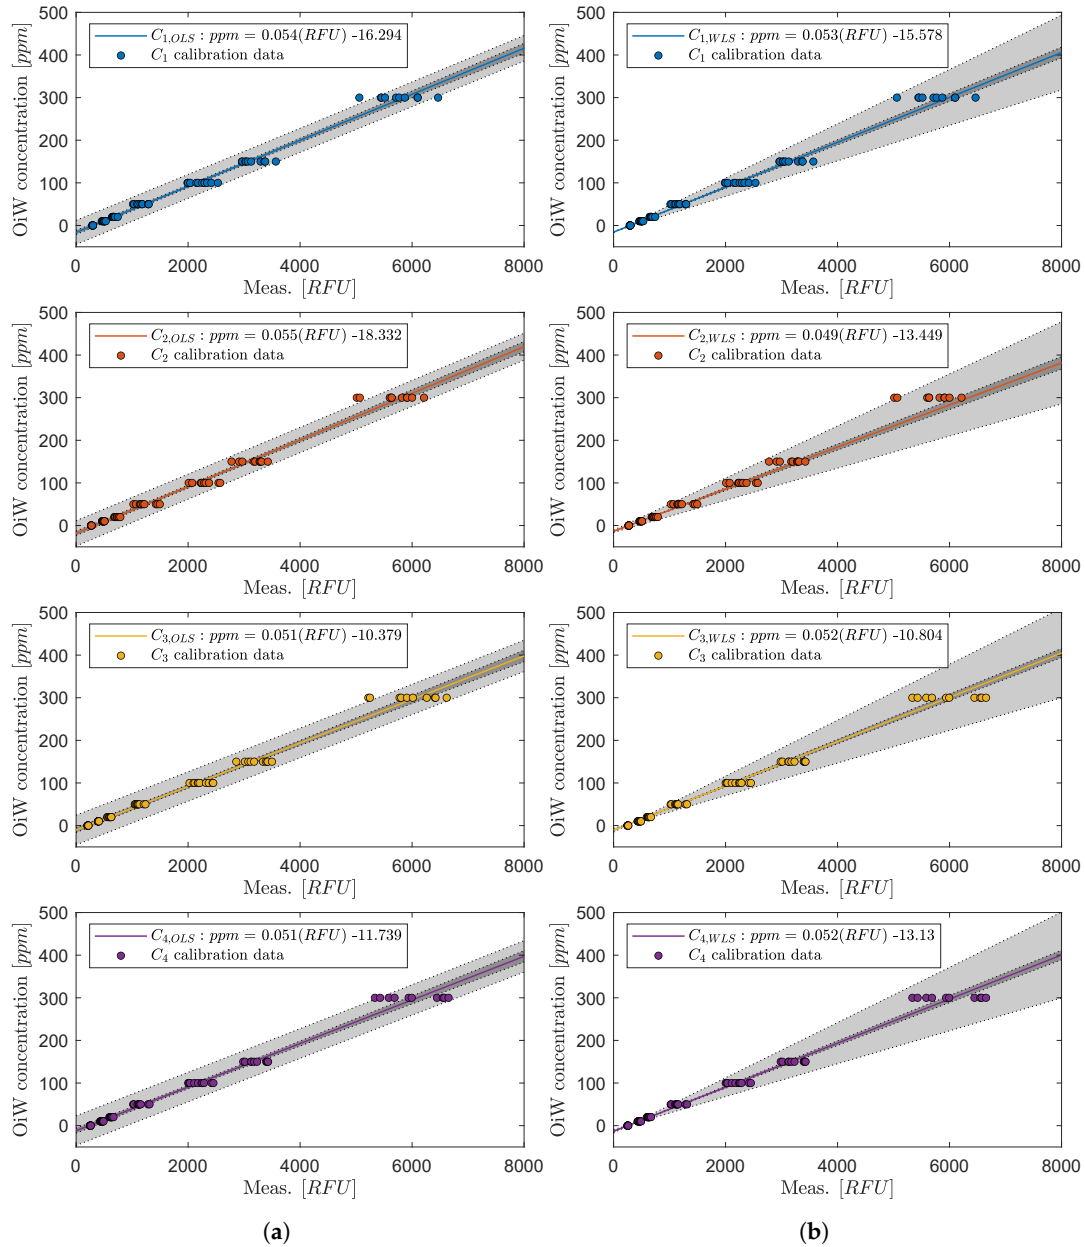 C1,OLS : ppm = 0.054(RFU) -16.294
C1 calibration data
OiW concentration [ppm]
500
400
300
200
100
0
0 2000 4000 6000 8000
Meas. [RFU]
C1,WLS : ppm = 0.053(RFU) -15.578
C1 calibration data
OiW concentration [ppm]
500
400
300
200
100
0
0 2000 4000 6000 8000
Meas. [RFU]
C2,OLS : ppm = 0.055(RFU) -18.332
C2 calibration data
OiW concentration [ppm]
500
400
300
200
100
0
0 2000 4000 6000 8000
Meas. [RFU]
C2,WLS : ppm = 0.049(RFU) -13.449
C2 calibration data
OiW concentration [ppm]
500
400
300
200
100
0
0 2000 4000 6000 8000
Meas. [RFU]
C3,OLS : ppm = 0.051(RFU) -10.379
C3 calibration data
OiW concentration [ppm]
500
400
300
200
100
0
0 2000 4000 6000 8000
Meas. [RFU]
C3,WLS : ppm = 0.052(RFU) -10.804
C3 calibration data
OiW concentration [ppm]
500
400
300
200
100
0
0 2000 4000 6000 8000
Meas. [RFU]
C4,OLS : ppm = 0.051(RFU) -11.739
C4 calibration data
OiW concentration [ppm]
500
400
300
200
100
0
0 2000 4000 6000 8000
Meas. [RFU]
C4,WLS : ppm = 0.052(RFU) -13.13
C4 calibration data
OiW concentration [ppm]
500
400
300
200
100
0
0 2000 4000 6000 8000
Meas. [RFU]
(a)
(b)